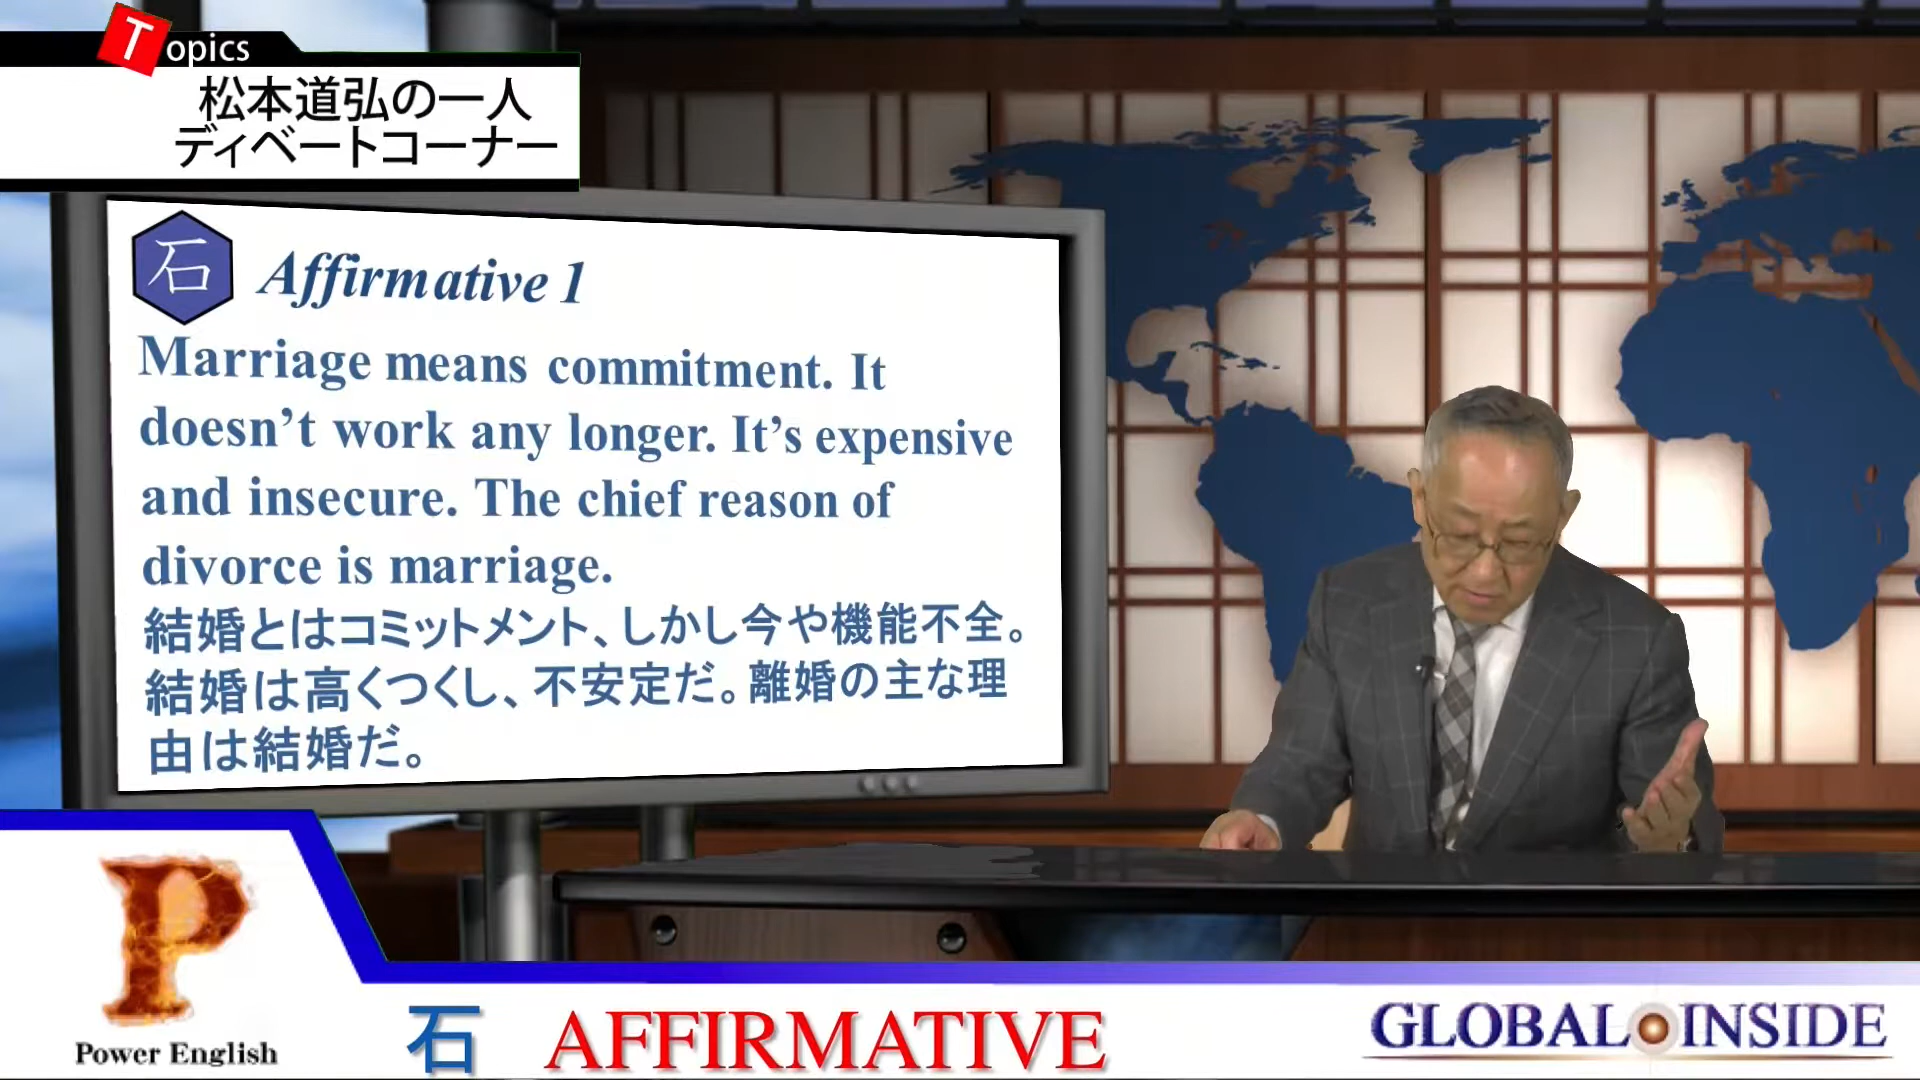 Topics
松本道弘の一人
ディベートコーナー
石 Affirmative 1
Marriage means commitment. It
doesn’t work any longer. It’s expensive
and insecure. The chief reason of
divorce is marriage.
結婚とはコミットメント、しかし今や機能不全。
結婚は高くつくし、不安定だ。離婚の主な理
由は結婚だ。
P
Power English
石 AFFIRMATIVE
GLOBAL INSIDE